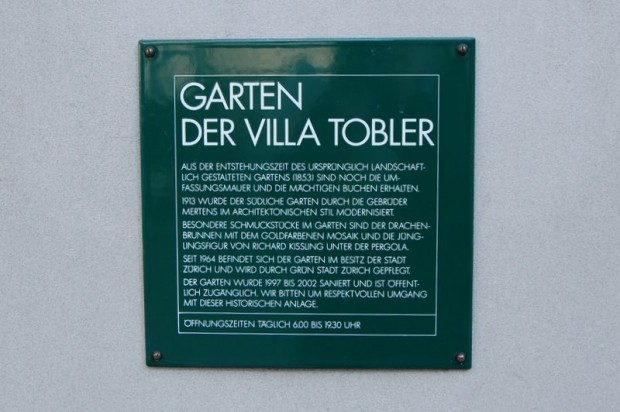 GARTEN
DER VILLA TOBLER
AUS DER ENTSTEHUNGSZEIT DES URSPRÜNGLICH LANDSCHAFT-
LICH GESTALTETEN GARTENS (1853) SIND NOCH DIE UM-
FASSUNGSMAUER UND DIE MÄCHTIGEN BUCHEN ERHALTEN.
1913 WURDE DER SÜDLICHE GARTEN DURCH DIE GEBRÜDER
MERTENS IM ARCHITEKTONISCHEN STIL MODERNISIERT.
BESONDERE SCHMUCKSTÜCKE IM GARTEN SIND DER DRACHEN-
BRUNNEN MIT DEM GOLDFARBENEN MOSAIK UND DIE JÜNG-
LINGSFIGUR VON RICHARD KISSLING UNTER DER PERGOLA.
SEIT 1964 BEFINDET SICH DER GARTEN IM BESITZ DER STADT
ZÜRICH UND WIRD DURCH GRÜN STADT ZÜRICH GEPFLEGT.
DER GARTEN WURDE 1997 BIS 2002 SANIERT UND IST ÖFFENT-
LICH ZUGÄNGLICH. WIR BITTEN UM RESPEKTVOLLEN UMGANG
MIT DIESER HISTORISCHEN ANLAGE.
ÖFFNUNGSZEITEN TÄGLICH 6.00 BIS 19.30 UHR